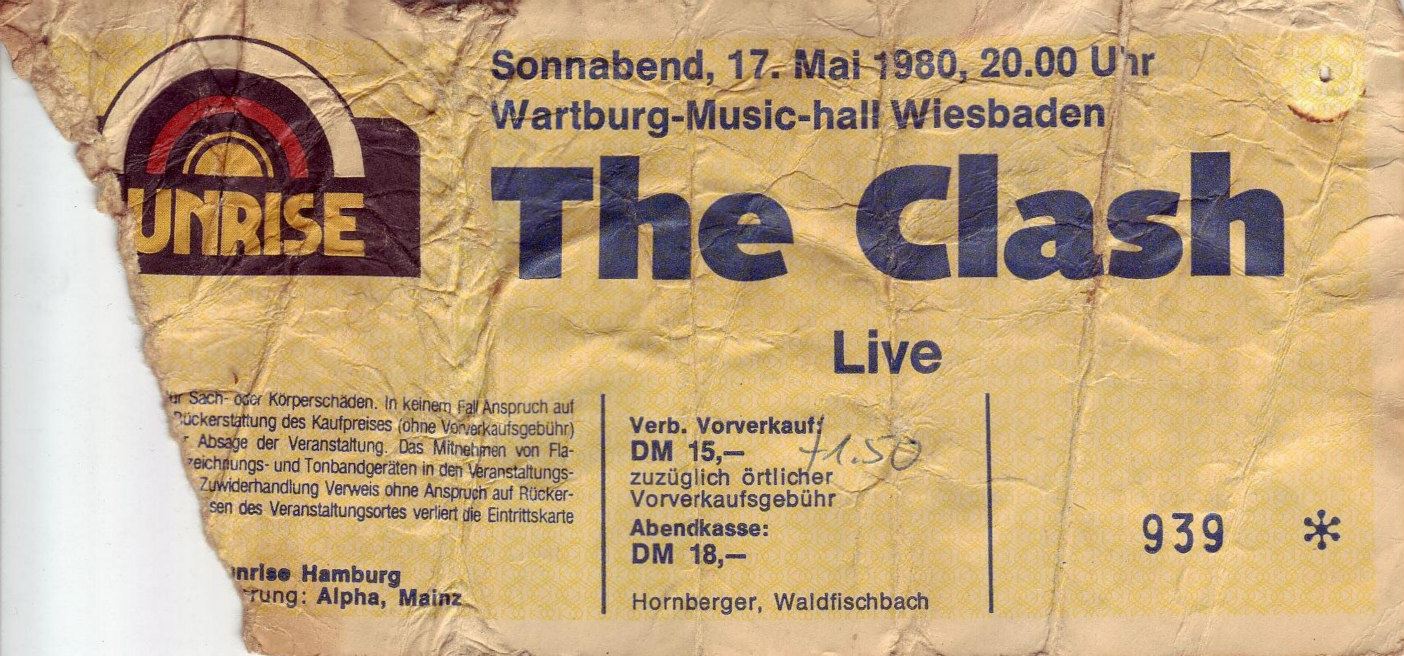 Sonnabend, 17. Mai 1980, 20.00 Uhr
Wartburg-Music-hall Wiesbaden
UNRISE
The Clash
Live
Sach- oder Körperschäden. In keinem Fall Anspruch auf
Rückerstattung des Kaufpreises (ohne Vorverkaufsgebühr)
Absage der Veranstaltung. Das Mitnehmen von Fla-
zeichnungs- und Tonbandgeräten in den Veranstaltungs-
Zuwiderhandlung Verweis ohne Anspruch auf Rücker-
sen des Veranstaltungsortes verliert die Eintrittskarte
unrise Hamburg
rung: Alpha, Mainz
Verb. Vorverkauf:
DM 15,— +1.50
zuzüglich örtlicher
Vorverkaufsgebühr
Abendkasse:
DM 18,—
Hornberger, Waldfischbach
939 *